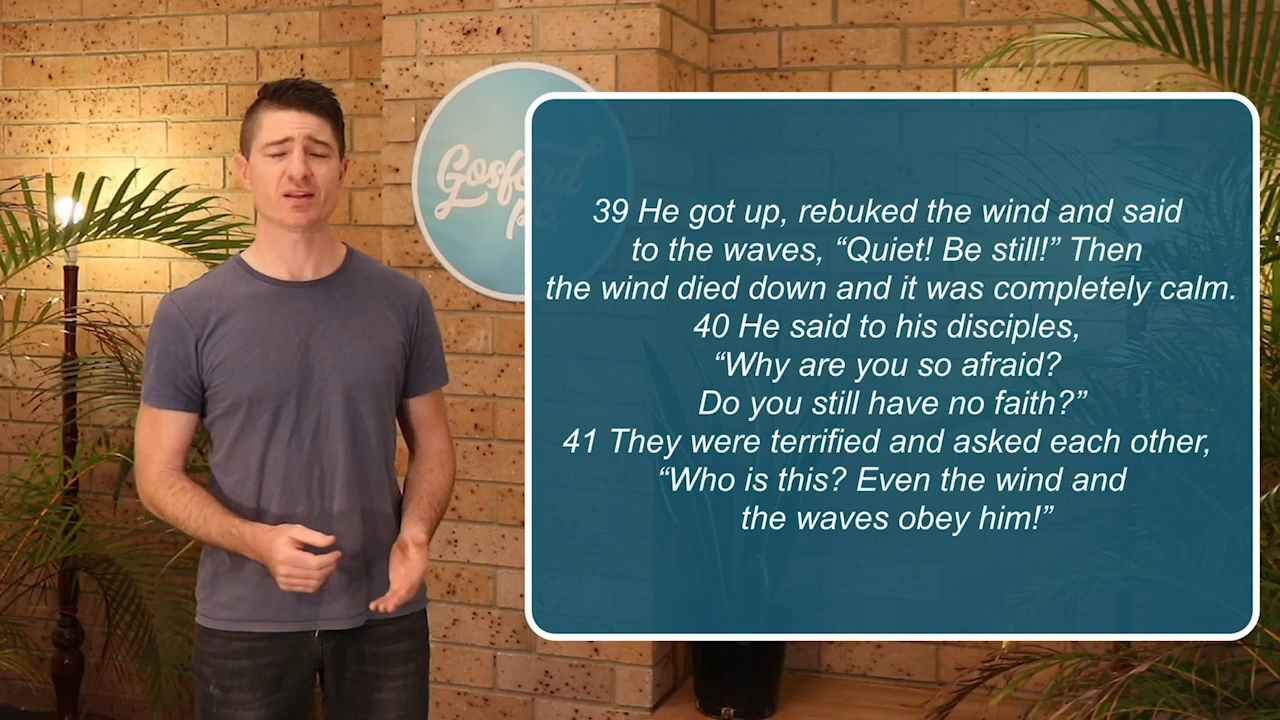 Gosford
39 He got up, rebuked the wind and said
to the waves, “Quiet! Be still!” Then
the wind died down and it was completely calm.
40 He said to his disciples,
“Why are you so afraid?
Do you still have no faith?”
41 They were terrified and asked each other,
“Who is this? Even the wind and
the waves obey him!”